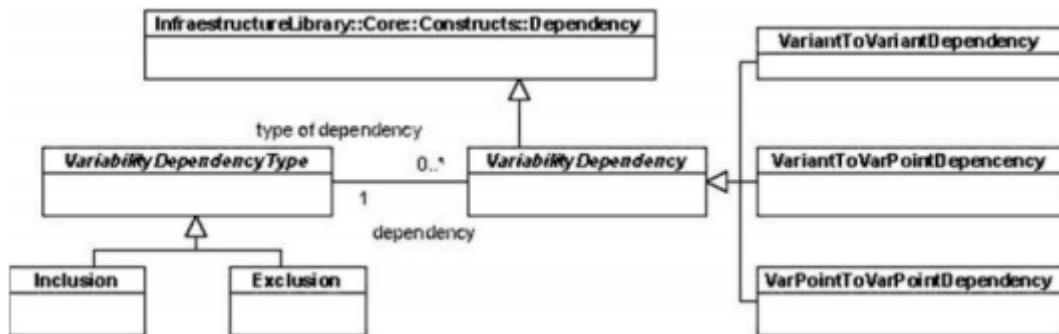 InfraestructureLibrary::Core::Constructs::Dependency
VariantToVariantDependency
type of dependency
VariabilityDependencyType
0..*
VariabilityDependency
VariantToVarPointDepencency
1
dependency
Inclusion
Exclusion
VarPointToVarPointDependency